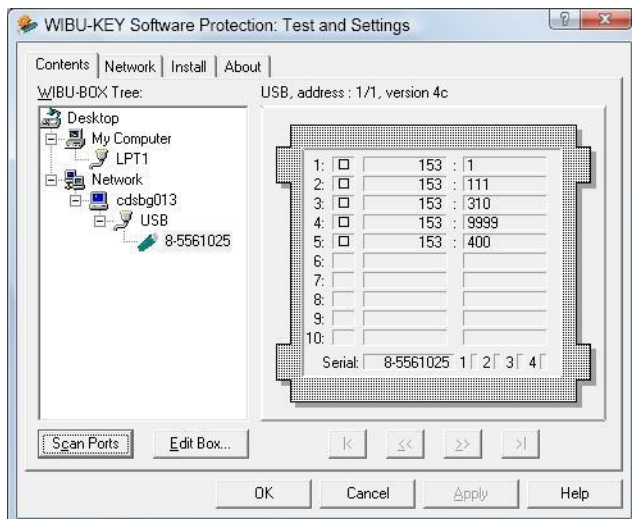 WIBU-KEY Software Protection: Test and Settings
Contents Network Install About
WIBU-BOX Tree:
USB, address : 1/1, version 4c
Desktop
My Computer
LPT1
Network
cdsbg013
USB
8-5561025
1: 153 : 1
2: 153 : 111
3: 153 : 310
4: 153 : 9999
5: 153 : 400
6:
7:
8:
9:
10:
Serial: 8-5561025 1 2 3 4
Scan Ports Edit Box... |< << >> >|
OK Cancel Apply Help